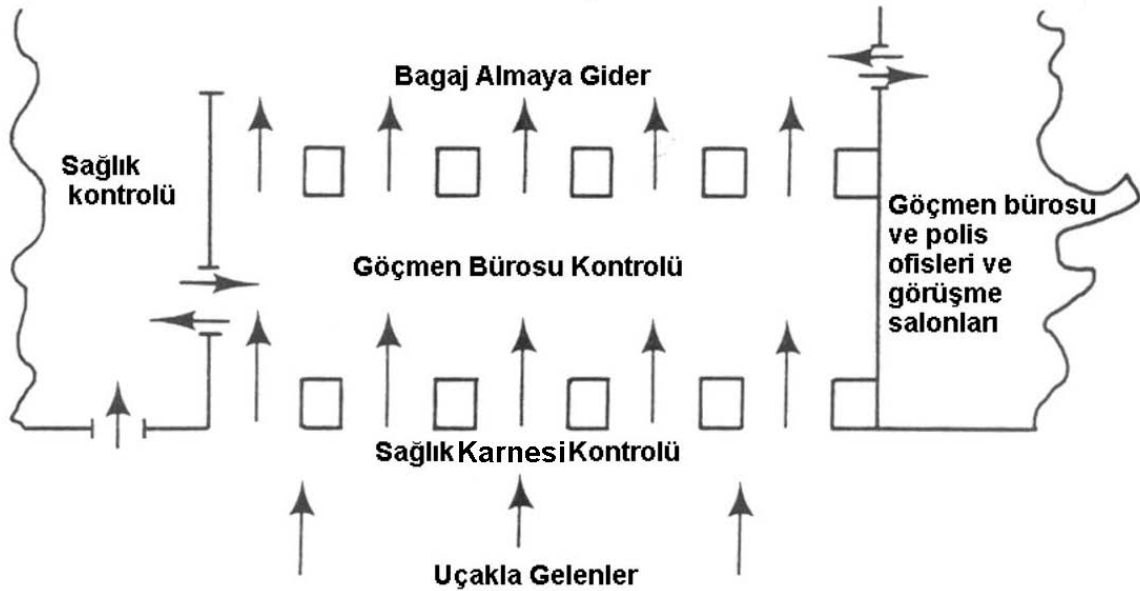 Bagaj Almaya Gider
Sağlık
kontrolü
Göçmen bürosu
ve polis
ofisleri ve
görüşme
salonları
Göçmen Bürosu Kontrolü
Sağlık Karnesi Kontrolü
Uçakla Gelenler